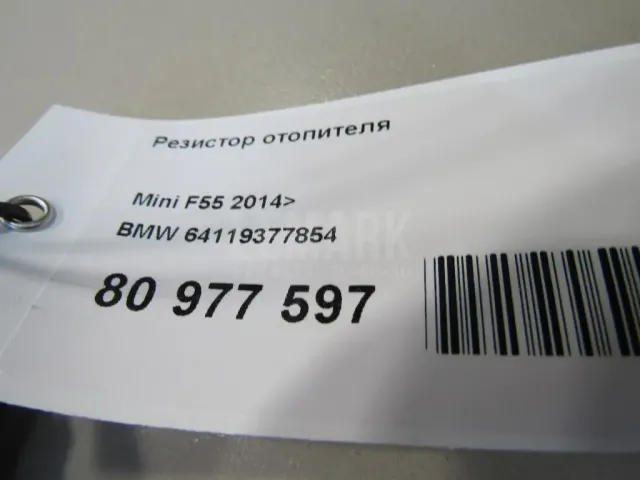 Резистор отопителя
Mini F55 2014>
BMW 64119377854
80 977 597